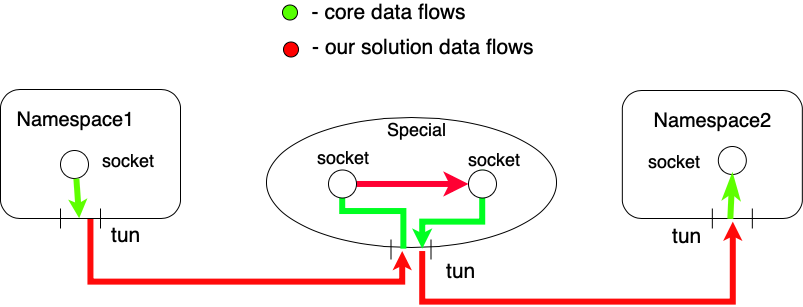 - core data flows
- our solution data flows
Namespace1
socket
tun
Special
socket
socket
tun
Namespace2
socket
tun